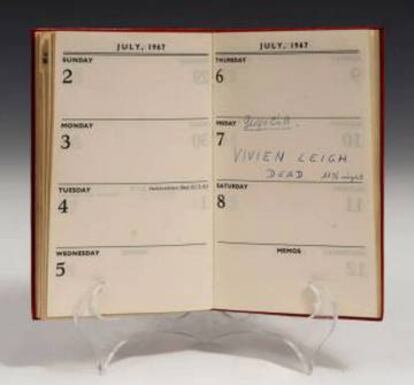 JULY, 1967
SUNDAY
2
MONDAY
3
TUESDAY
4
WEDNESDAY
5
JULY, 1967
THURSDAY
6
FRIDAY
7
VIVIEN LEIGH
DEAD
SATURDAY
8
MEMOS